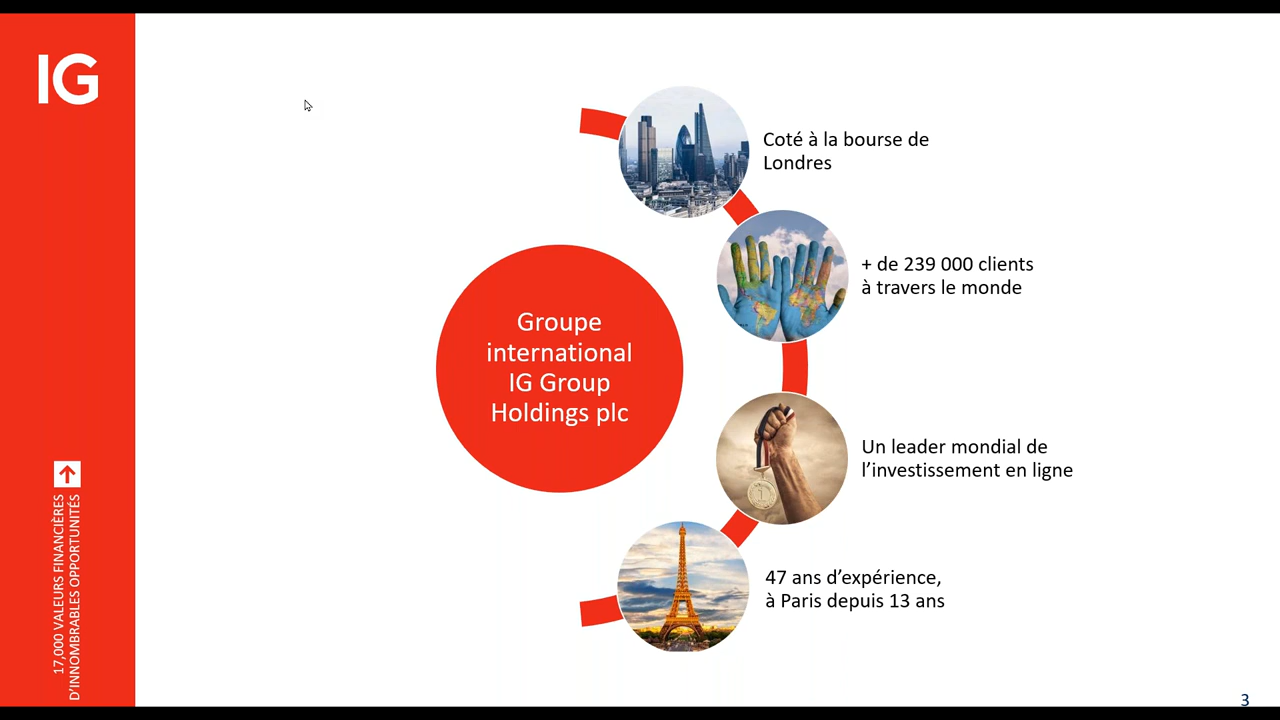 IG
17,000 VALEURS FINANCIÈRES
D'INNOMBRABLES OPPORTUNITÉS
Groupe
international
IG Group
Holdings plc
Coté à la bourse de
Londres
+ de 239 000 clients
à travers le monde
Un leader mondial de
l’investissement en ligne
47 ans d’expérience,
à Paris depuis 13 ans
3